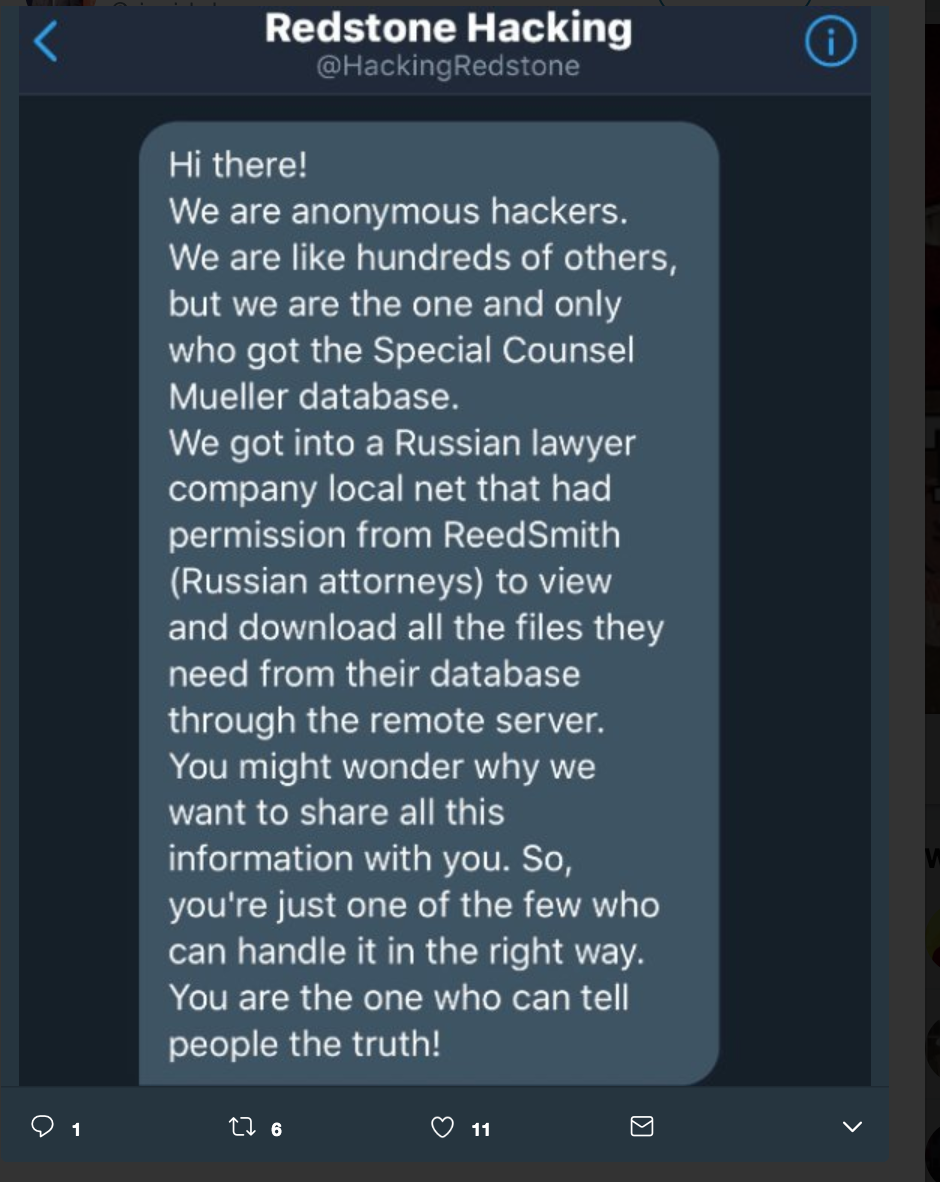 Redstone Hacking
@HackingRedstone
Hi there!
We are anonymous hackers.
We are like hundreds of others,
but we are the one and only
who got the Special Counsel
Mueller database.
We got into a Russian lawyer
company local net that had
permission from ReedSmith
(Russian attorneys) to view
and download all the files they
need from their database
through the remote server.
You might wonder why we
want to share all this
information with you. So,
you're just one of the few who
can handle it in the right way.
You are the one who can tell
people the truth!
1 6 11